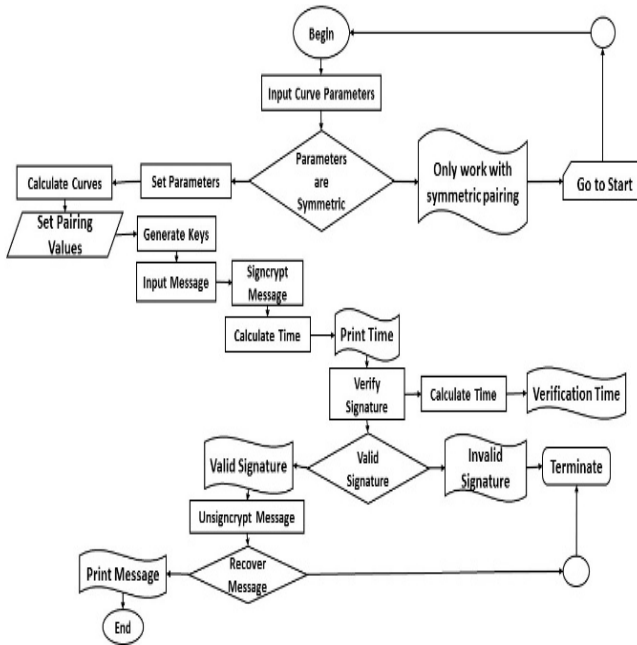 Begin
Input Curve Parameters
Parameters
are
Symmetric
Only work with
symmetric pairing
Go to Start
Set Parameters
Calculate Curves
Set Pairing
Values
Generate Keys
Input Message
Signcrypt
Message
Calculate Time
Print Time
Verify
Signature
Calculate Time
Verification Time
Valid
Signature
Valid Signature
Invalid
Signature
Terminate
Unsigncrypt Message
Recover
Message
Print Message
End